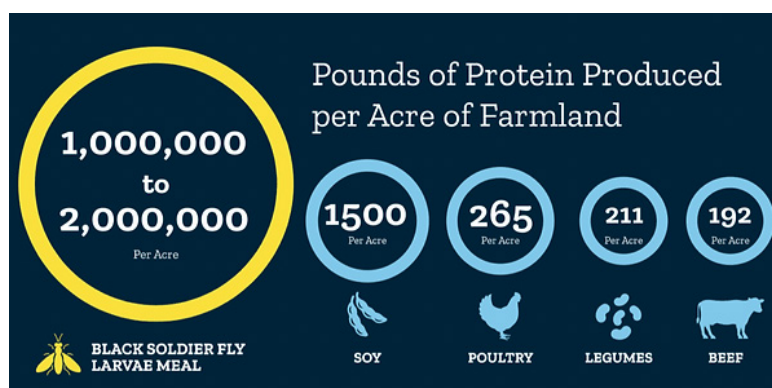 Pounds of Protein Produced
per Acre of Farmland
1,000,000
to
2,000,000
Per Acre
BLACK SOLDIER FLY
LARVAE MEAL
1500
Per Acre
SOY
265
Per Acre
POULTRY
211
Per Acre
LEGUMES
192
Per Acre
BEEF